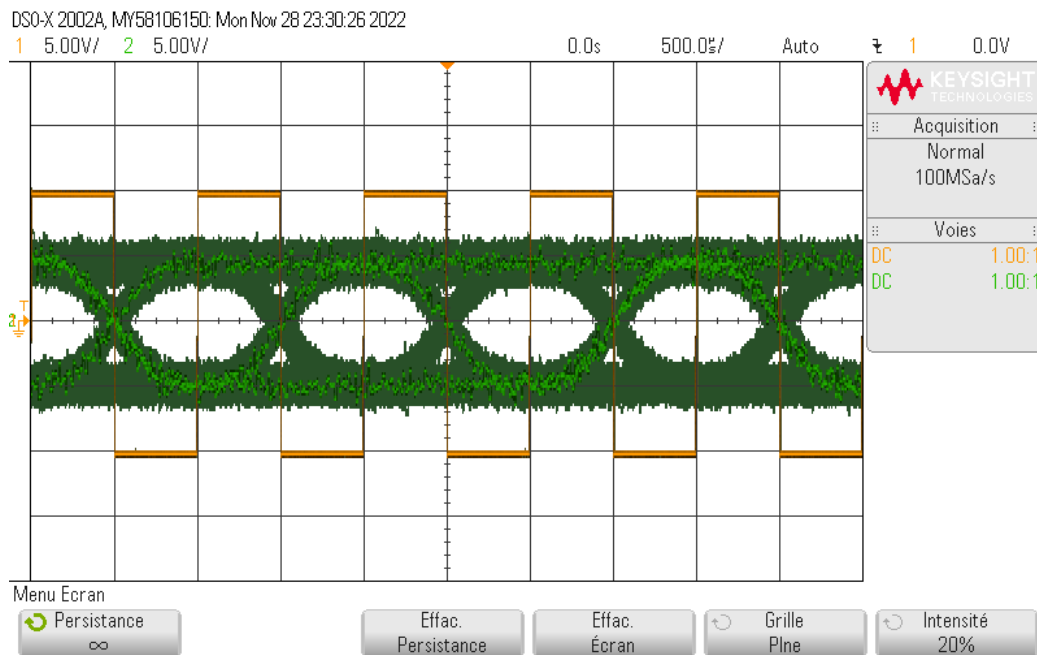 DSO-X 2002A, MY58106150: Mon Nov 28 23:30:26 2022
1 5.00V/ 2 5.00V/ 0.0s 500.0㎲/ Auto 1 0.0V
KEYSIGHT
TECHNOLOGIES
Acquisition
Normal
100MSa/s
Voies
DC 1.00:1
DC 1.00:1
T
2
Menu Ecran
Persistance
∞
Effac.
Persistance
Effac.
Écran
Grille
Plne
Intensité
20%